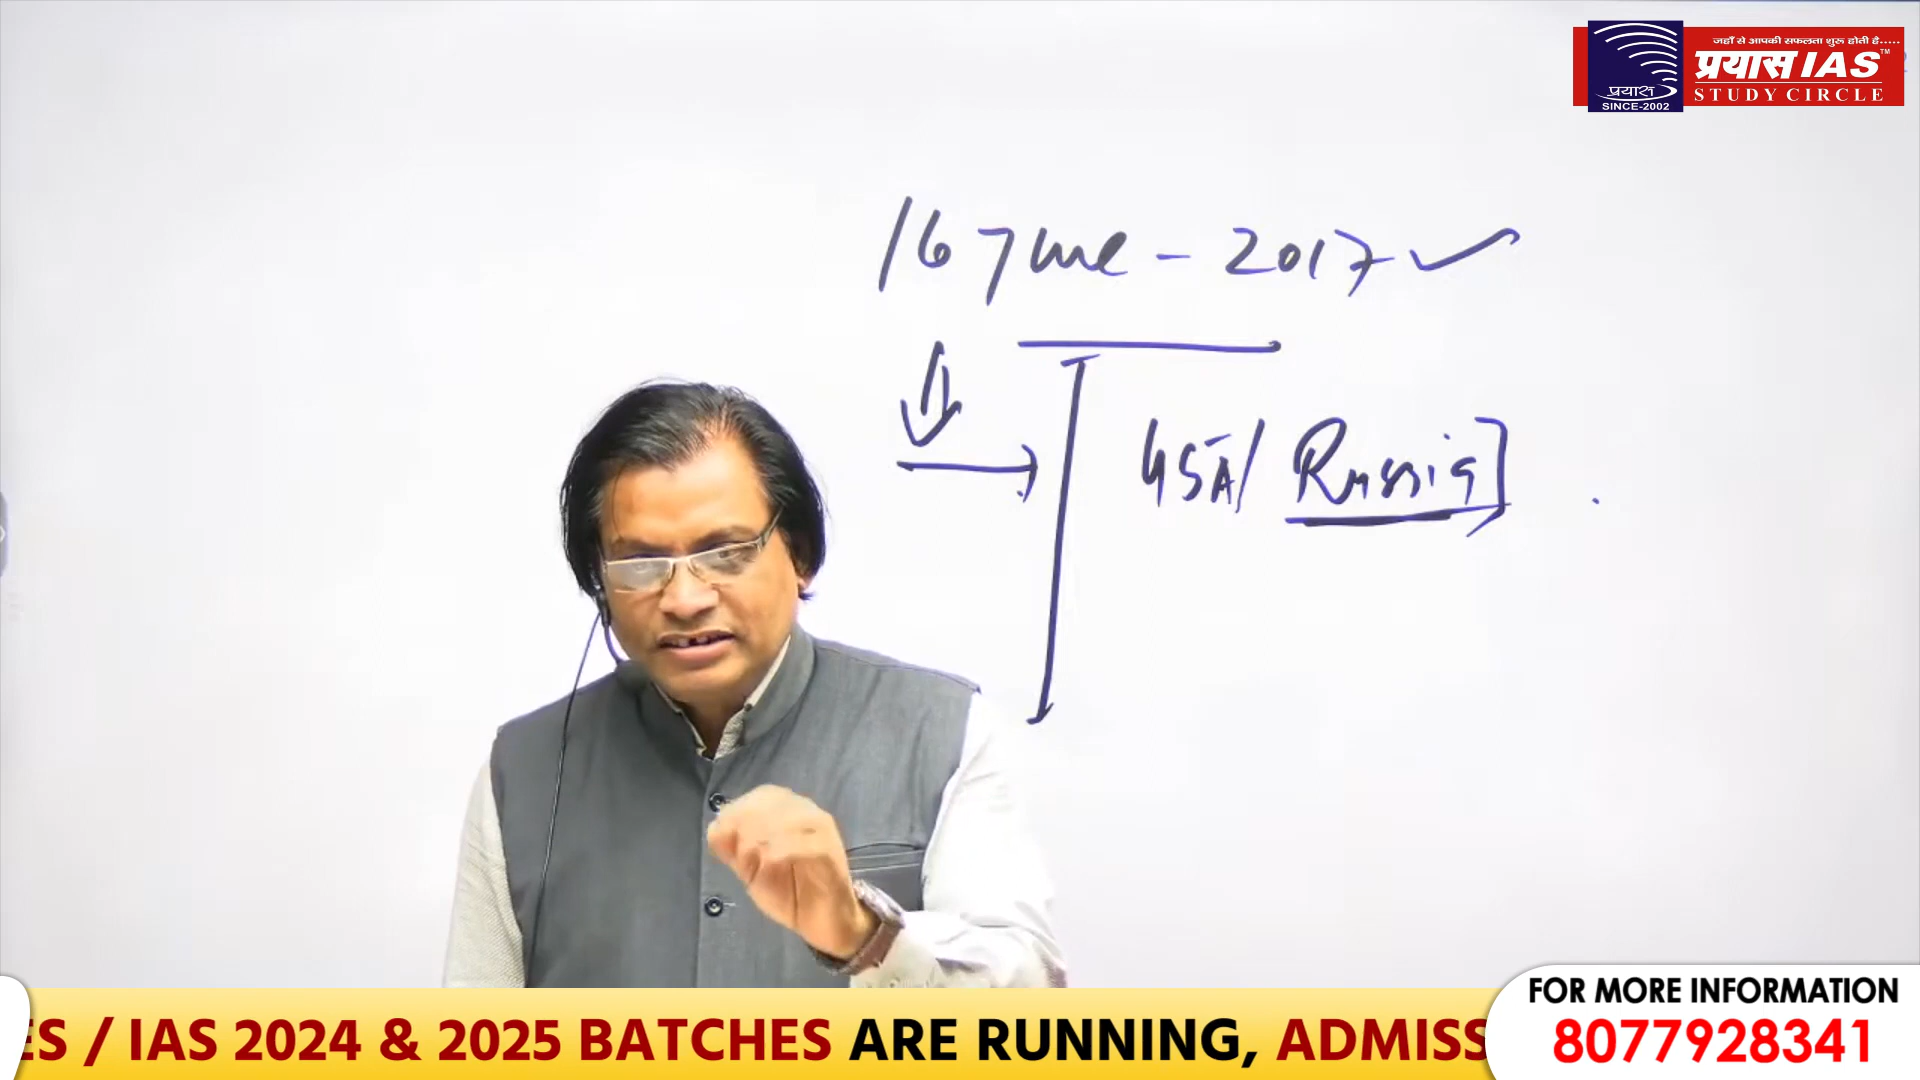 जहाँ से आपकी सफलता शुरू होती है.....
प्रयास IAS™
STUDY CIRCLE
प्रयास
SINCE-2002
16 June - 2017
USA/ Russia
ES / IAS 2024 & 2025 BATCHES ARE RUNNING, ADMISS
FOR MORE INFORMATION
8077928341